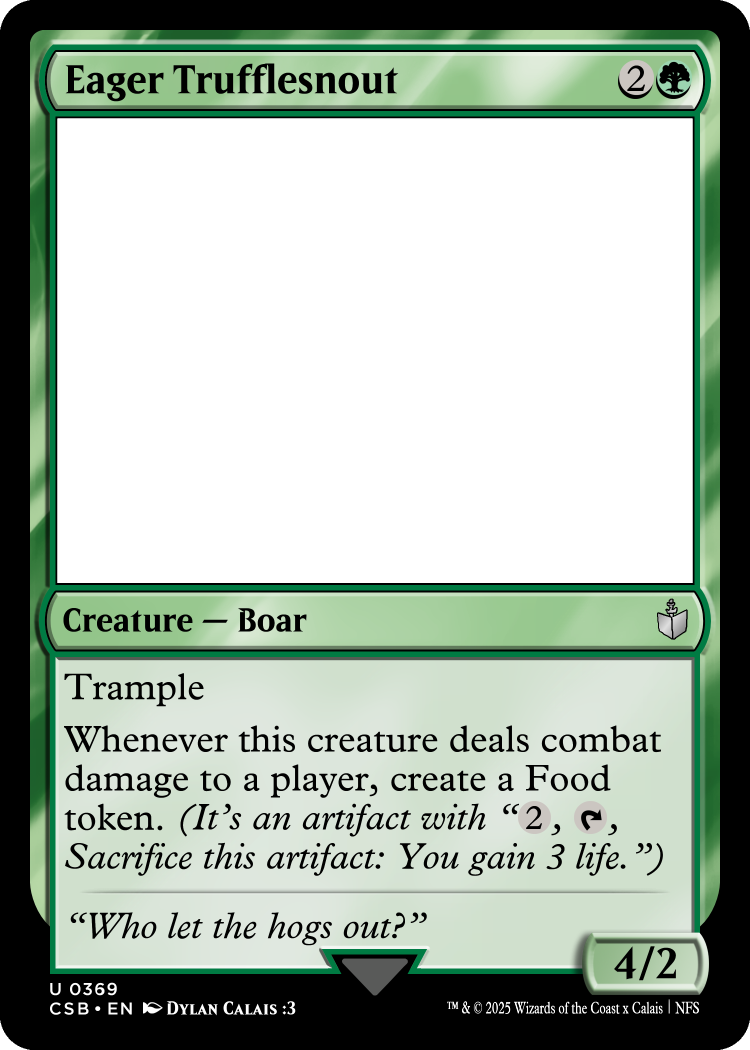 Eager Trufflesnout 2
Creature — Boar
Trample
Whenever this creature deals combat
damage to a player, create a Food
token. (It's an artifact with “2, ,
Sacrifice this artifact: You gain 3 life.”)
“Who let the hogs out?”
4/2
U 0369
CSB • EN Dylan Calais :3
™ & © 2025 Wizards of the Coast x Calais | NFS